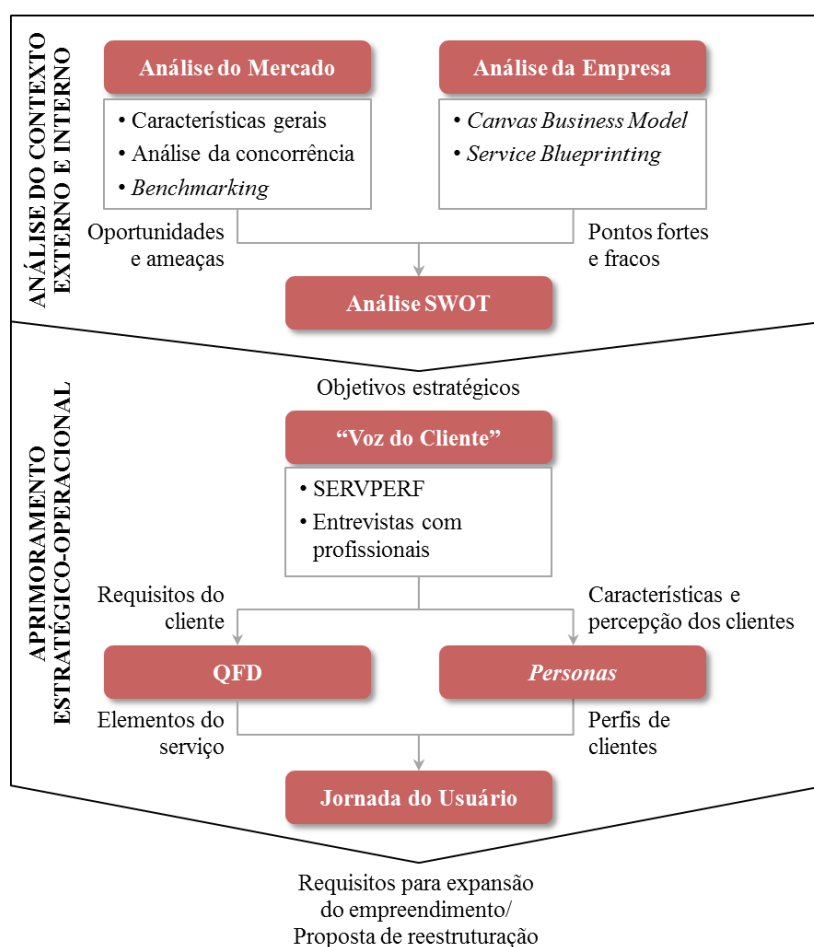 ANÁLISE DO CONTEXTO
EXTERNO E INTERNO
Análise do Mercado
• Características gerais
• Análise da concorrência
• Benchmarking
Análise da Empresa
• Canvas Business Model
• Service Blueprinting
Oportunidades
e ameaças
Pontos fortes
e fracos
Análise SWOT
APRIMORAMENTO
ESTRATÉGICO-OPERACIONAL
Objetivos estratégicos
“Voz do Cliente”
• SERVPERF
• Entrevistas com
profissionais
Requisitos do
cliente
Características e
percepção dos clientes
QFD
Personas
Elementos do
serviço
Perfis de
clientes
Jornada do Usuário
Requisitos para expansão
do empreendimento/
Proposta de reestruturação